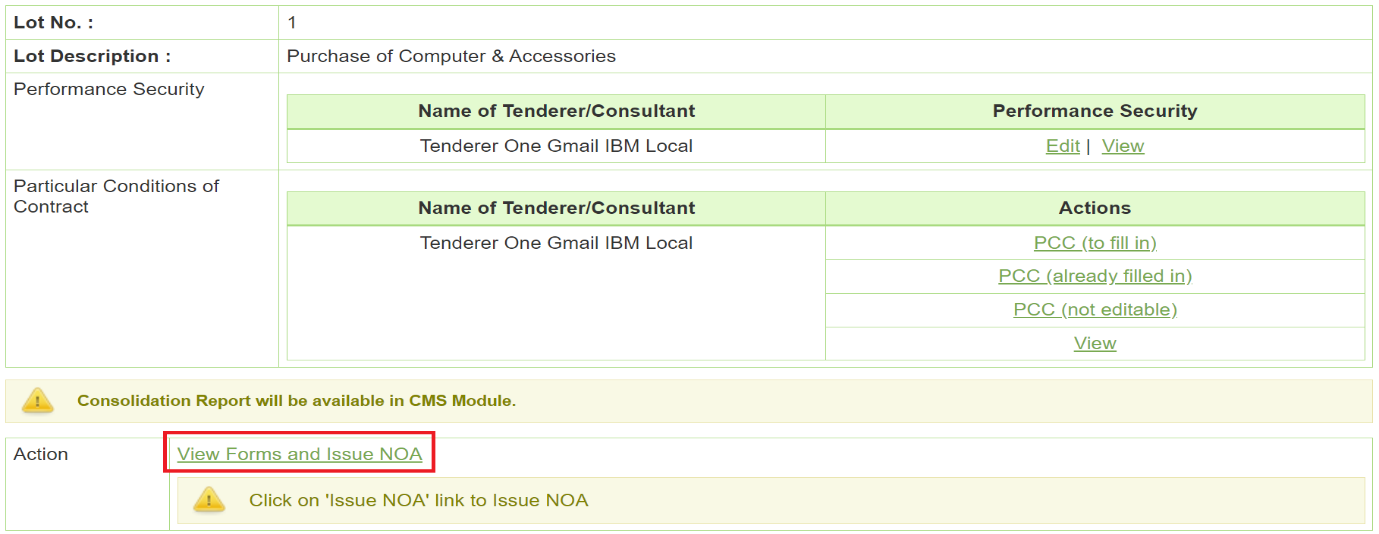 Lot No. : 1
Lot Description : Purchase of Computer & Accessories
Performance Security
Name of Tenderer/Consultant Performance Security
Tenderer One Gmail IBM Local Edit | View
Particular Conditions of
Contract
Name of Tenderer/Consultant Actions
Tenderer One Gmail IBM Local PCC (to fill in)
PCC (already filled in)
PCC (not editable)
View
Consolidation Report will be available in CMS Module.
Action View Forms and Issue NOA
Click on 'Issue NOA' link to Issue NOA